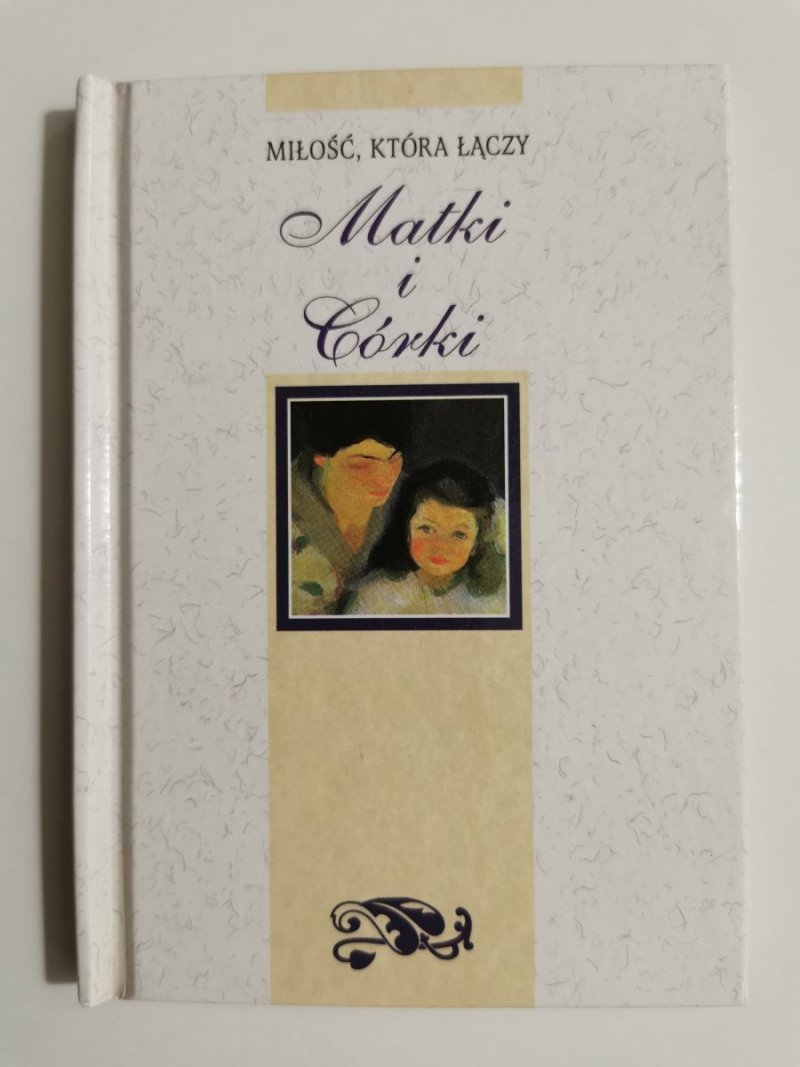 MIŁOŚĆ, KTÓRA ŁĄCZY
Matki
i
Córki